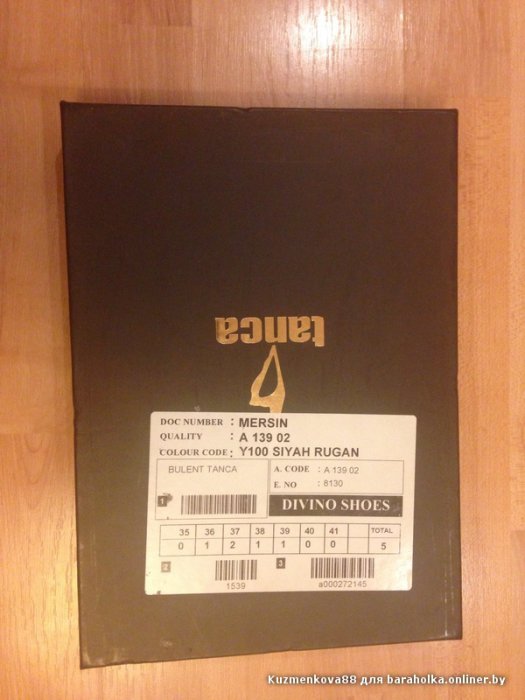 tanca
DOC NUMBER : MERSIN
QUALITY : A 139 02
COLOUR CODE : Y100 SIYAH RUGAN
BULENT TANCA
A. CODE : A 139 02
E. NO : 8130
1
DIVINO SHOES
35 36 37 38 39 40 41 TOTAL
0 1 2 1 1 0 0 5
2 3
1539 a000272145
Kuzmenkova88 для baraholka.onliner.by